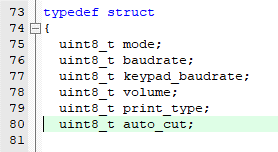 73 typedef struct
74 {
75 uint8_t mode;
76 uint8_t baudrate;
77 uint8_t keypad_baudrate;
78 uint8_t volume;
79 uint8_t print_type;
80 uint8_t auto_cut;
81